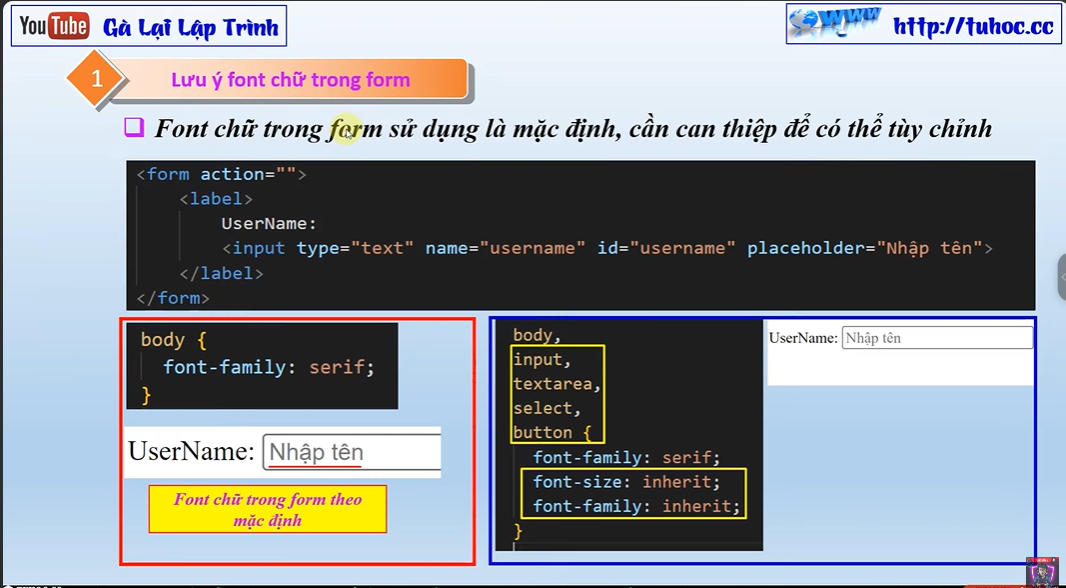 YouTube Gà Lại Lập Trình
WWW http://tuhoc.cc
1 Lưu ý font chữ trong form
Font chữ trong form sử dụng là mặc định, cần can thiệp để có thể tùy chỉnh
<form action="">
<label>
UserName:
<input type="text" name="username" id="username" placeholder="Nhập tên">
</label>
</form>
body {
font-family: serif;
}
UserName: Nhập tên
Font chữ trong form theo
mặc định
body,
input,
textarea,
select,
button {
font-family: serif;
font-size: inherit;
font-family: inherit;
}
UserName: Nhập tên